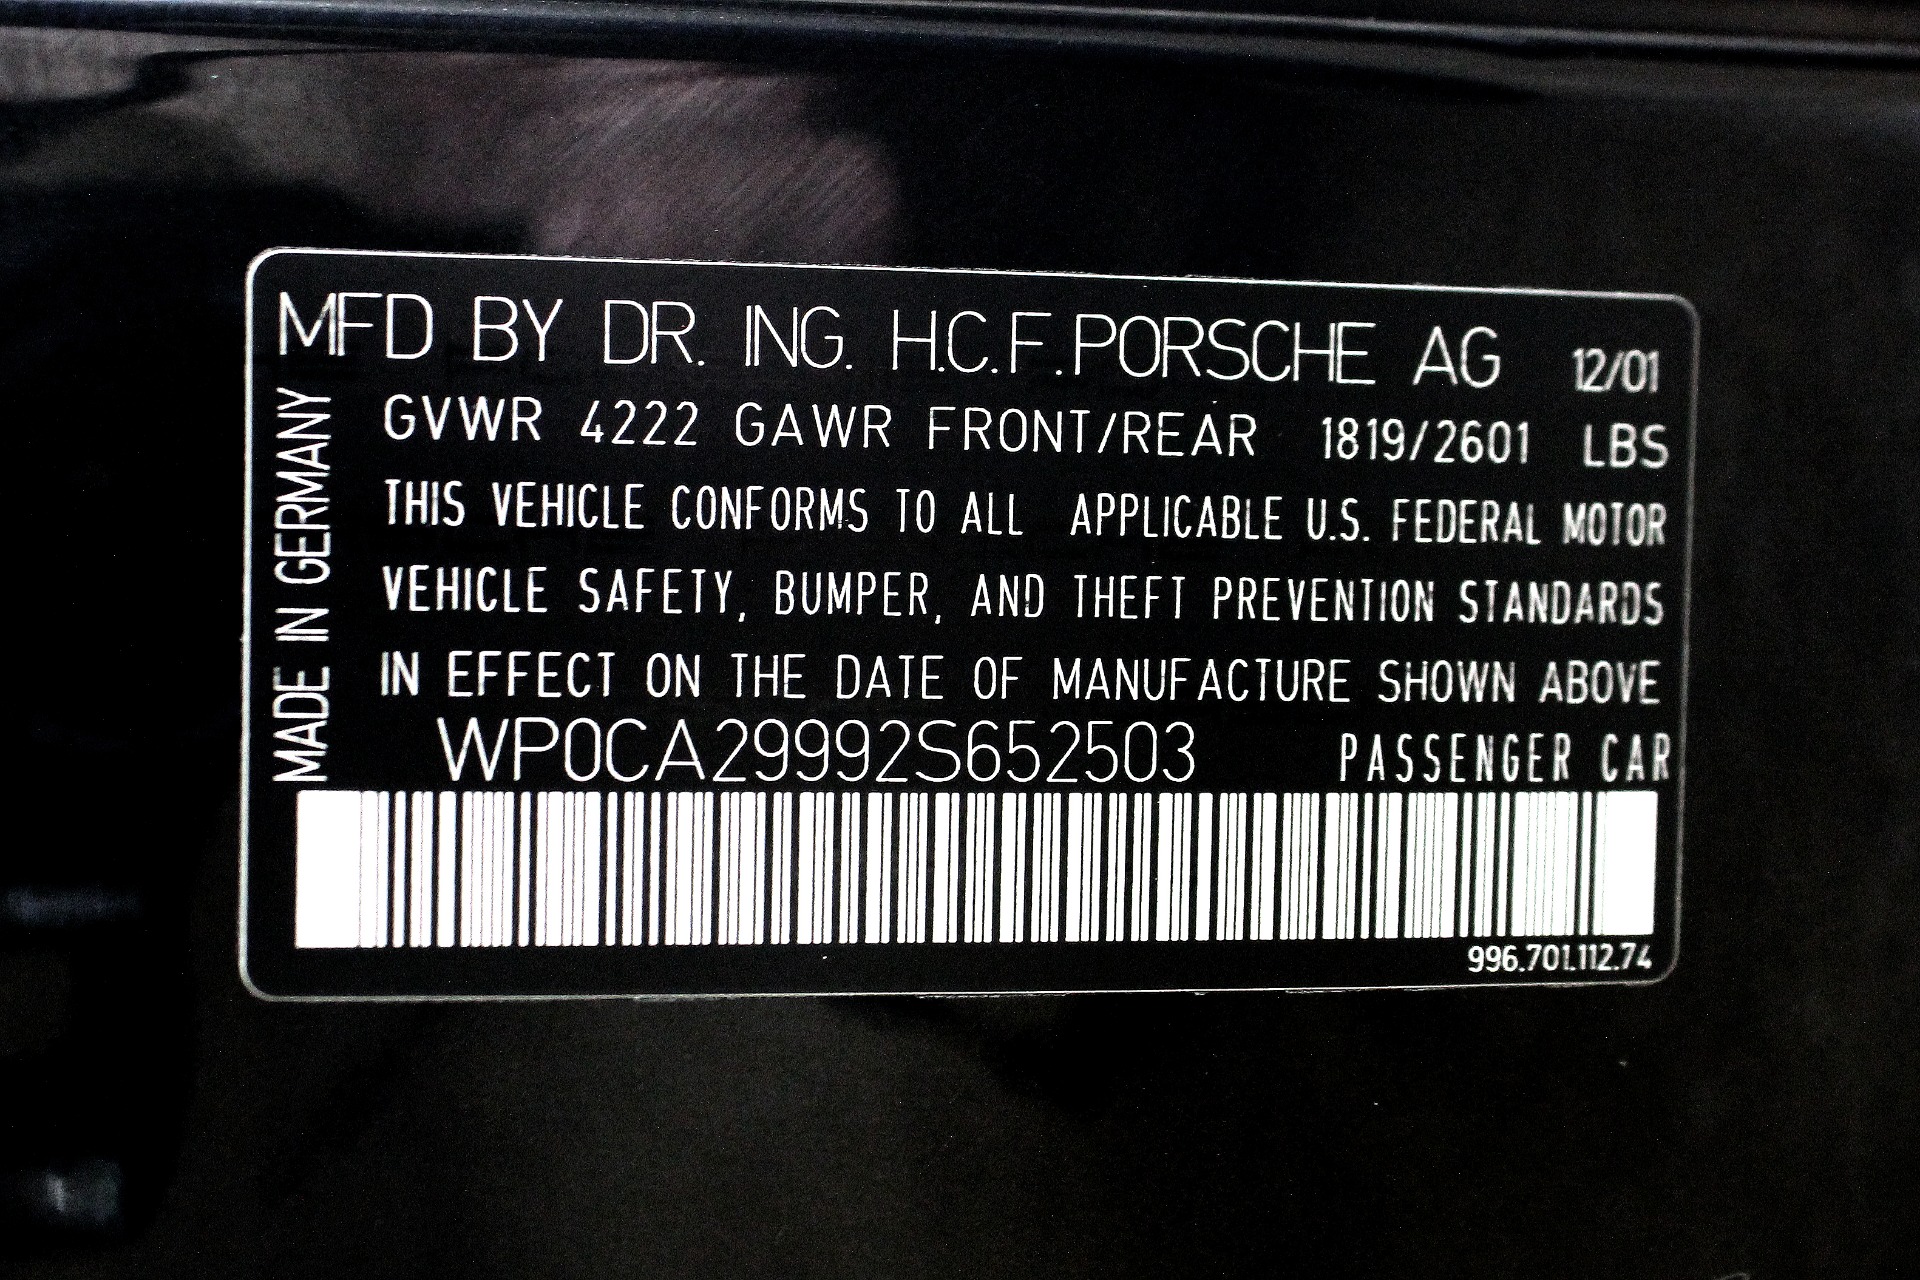 MFD BY DR. ING. H.C.F. PORSCHE AG 12/01
GVWR 4222 GAWR FRONT/REAR 1819/2601 LBS
THIS VEHICLE CONFORMS TO ALL APPLICABLE U.S. FEDERAL MOTOR
VEHICLE SAFETY, BUMPER, AND THEFT PREVENTION STANDARDS
IN EFFECT ON THE DATE OF MANUFACTURE SHOWN ABOVE
WP0CA29992S652503 PASSENGER CAR
996.701.112.74
MADE IN GERMANY